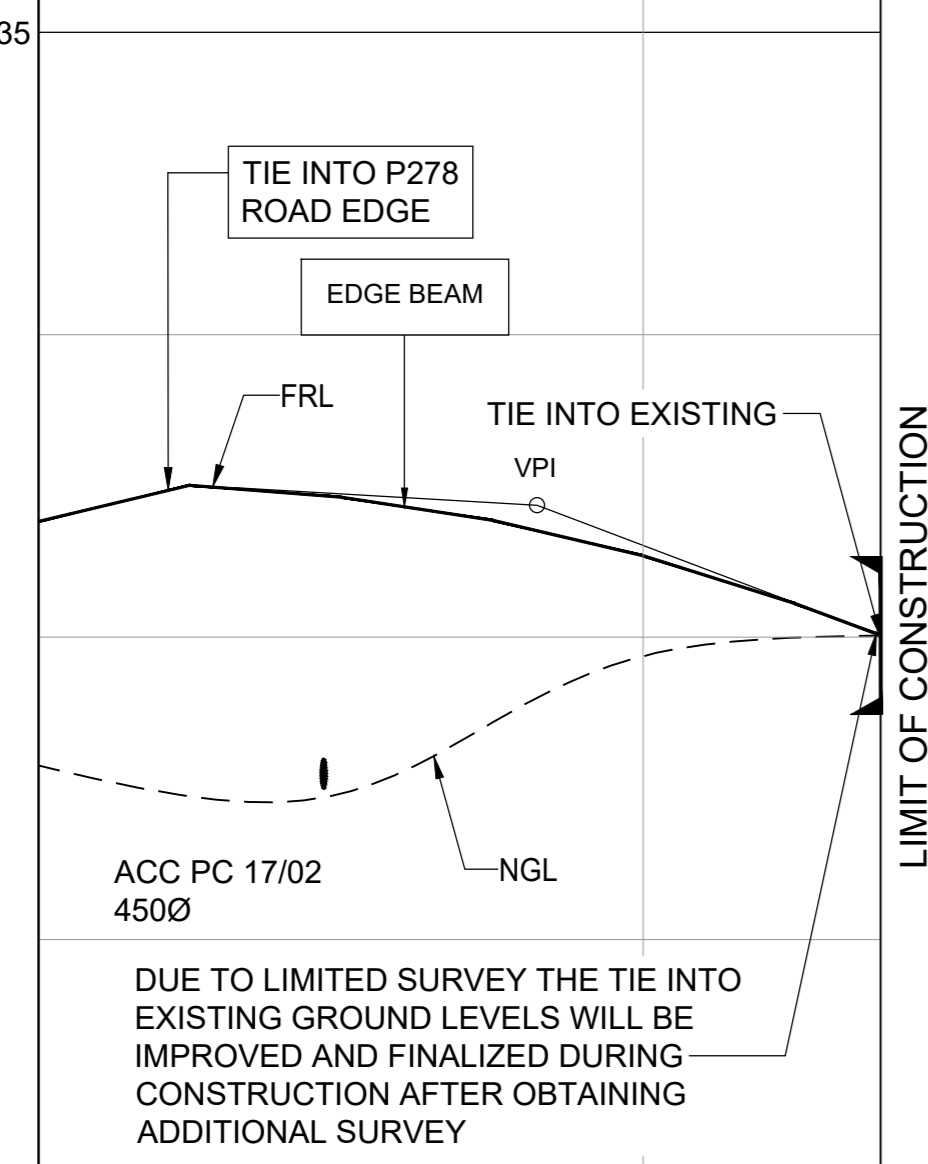 35
TIE INTO P278
ROAD EDGE
EDGE BEAM
FRL
TIE INTO EXISTING
VPI
LIMIT OF CONSTRUCTION
NGL
ACC PC 17/02
450Ø
DUE TO LIMITED SURVEY THE TIE INTO
EXISTING GROUND LEVELS WILL BE
IMPROVED AND FINALIZED DURING
CONSTRUCTION AFTER OBTAINING
ADDITIONAL SURVEY